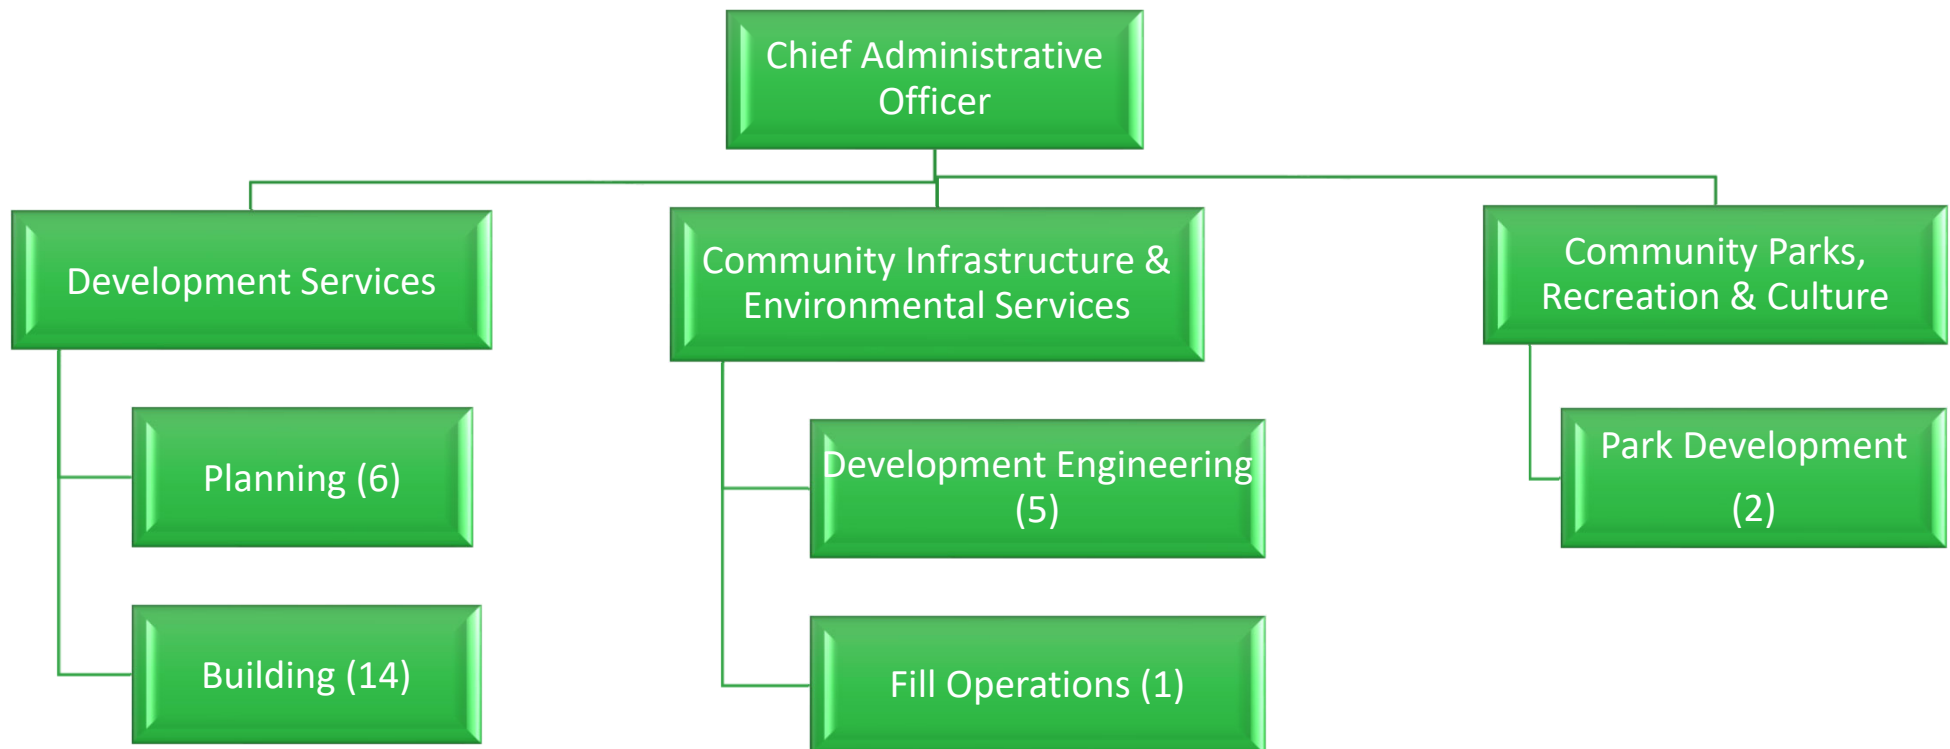 Chief Administrative
Officer
Development Services
Community Infrastructure &
Environmental Services
Community Parks,
Recreation & Culture
Planning (6)
Development Engineering
(5)
Park Development
(2)
Building (14)
Fill Operations (1)